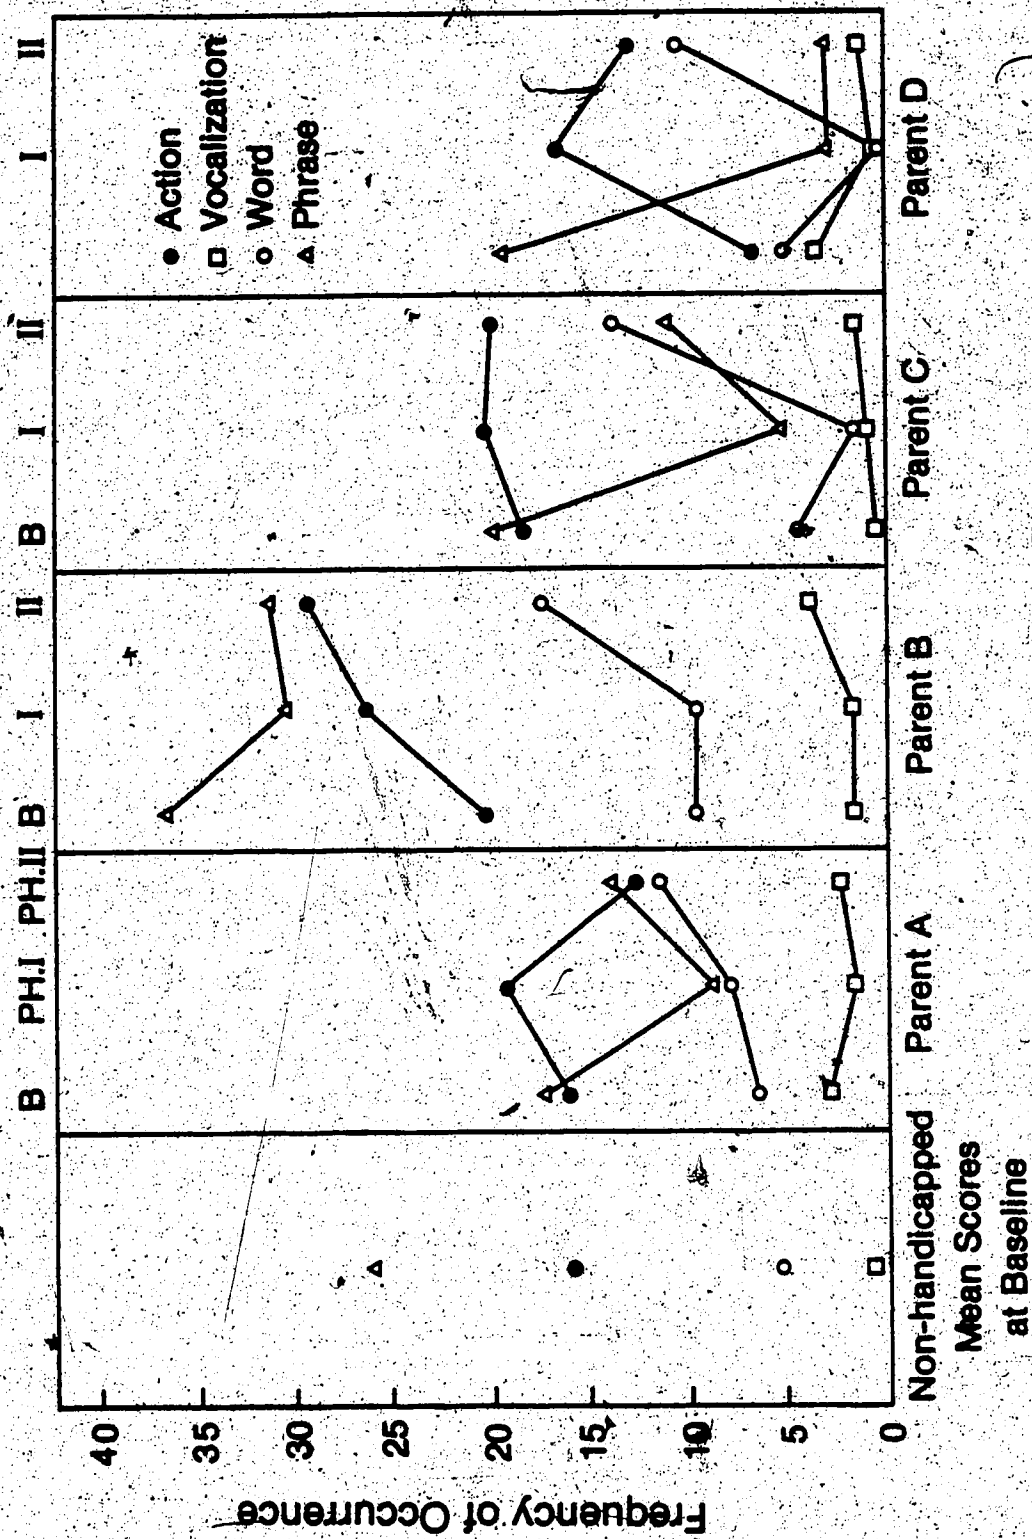 B PH.I PH.II B I II B I II I II
Action
Vocalization
Word
Phrase
40
35
30
25
20
15
10
5
0
Frequency of Occurrence
Non-handicapped
Mean Scores
at Baseline
Parent A
Parent B
Parent C
Parent D